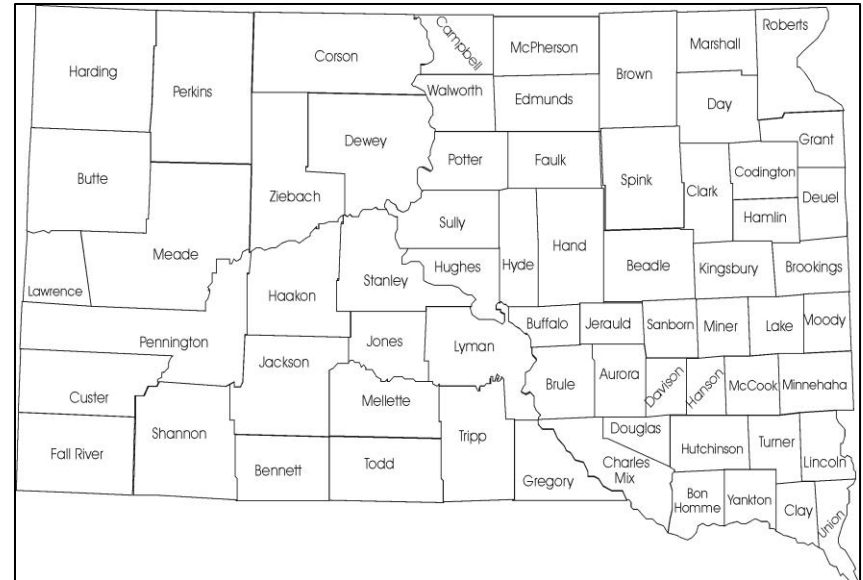 Harding
Perkins
Corson
Campbell
McPherson
Brown
Marshall
Roberts
Walworth
Edmunds
Day
Butte
Ziebach
Dewey
Potter
Faulk
Spink
Clark
Codington
Grant
Hamlin
Deuel
Lawrence
Meade
Sully
Hughes
Hyde
Hand
Beadle
Kingsbury
Brookings
Haakon
Stanley
Pennington
Jackson
Jones
Lyman
Buffalo
Jerauld
Sanborn
Miner
Lake
Moody
Custer
Mellette
Brule
Aurora
Davison
Hanson
McCook
Minnehaha
Fall River
Shannon
Bennett
Todd
Tripp
Gregory
Douglas
Charles
Mix
Hutchinson
Turner
Lincoln
Bon
Homme
Yankton
Clay
Union